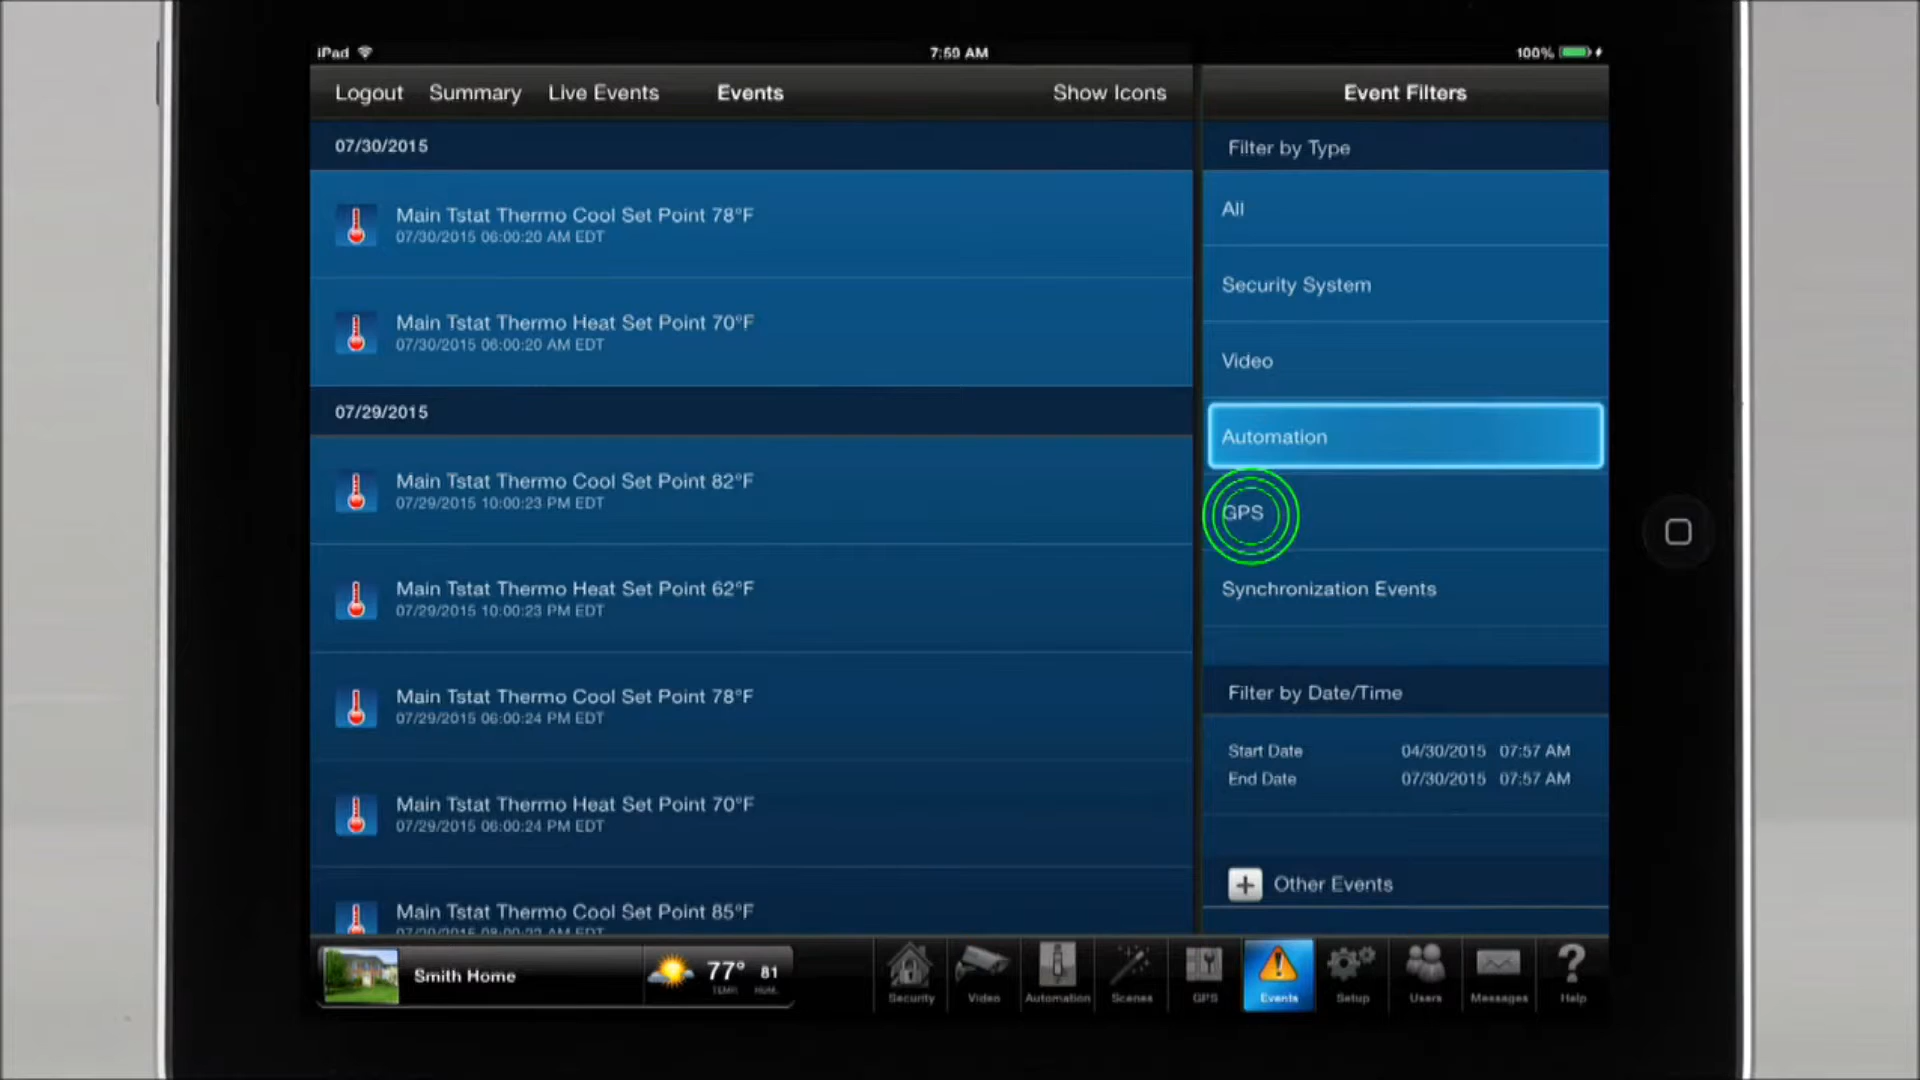 iPad 7:59 AM 100%
Logout Summary Live Events Events Show Icons Event Filters
07/30/2015
Main Tstat Thermo Cool Set Point 78°F
07/30/2015 06:00:20 AM EDT
Main Tstat Thermo Heat Set Point 70°F
07/30/2015 06:00:20 AM EDT
07/29/2015
Main Tstat Thermo Cool Set Point 82°F
07/29/2015 10:00:23 PM EDT
Main Tstat Thermo Heat Set Point 62°F
07/29/2015 10:00:23 PM EDT
Main Tstat Thermo Cool Set Point 78°F
07/29/2015 06:00:24 PM EDT
Main Tstat Thermo Heat Set Point 70°F
07/29/2015 06:00:24 PM EDT
Main Tstat Thermo Cool Set Point 85°F
Filter by Type
All
Security System
Video
Automation
GPS
Synchronization Events
Filter by Date/Time
Start Date 04/30/2015 07:57 AM
End Date 07/30/2015 07:57 AM
Other Events
Smith Home 77° 81
TEMP. HUM.
Security Video Automation Scenes GPS Events Setup Users Messages Help